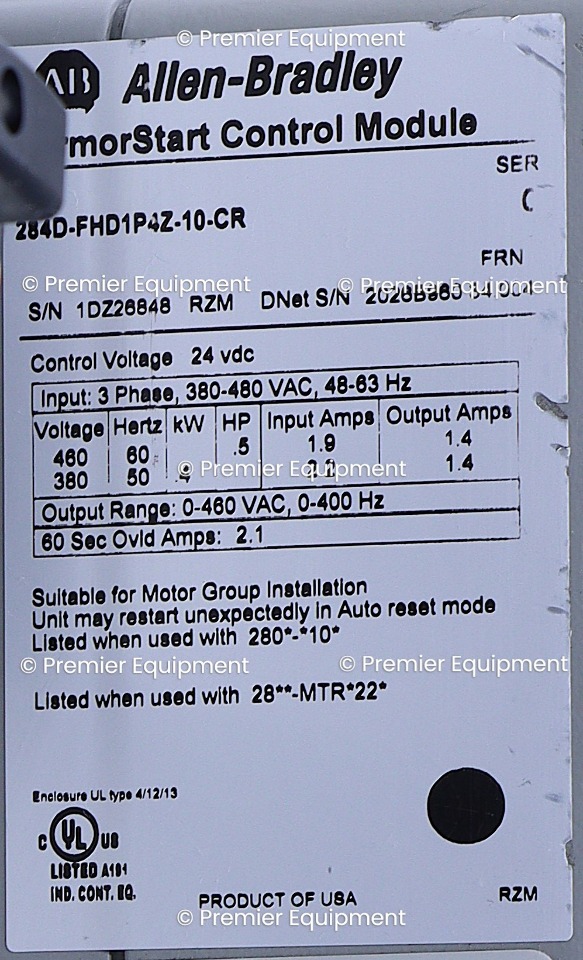 © Premier Equipment
AB Allen-Bradley
rmorStart Control Module
SER
C
284D-FHD1P4Z-10-CR
FRN
© Premier Equipment © Premier Equipment
S/N 1DZ26848 RZM DNet S/N
Control Voltage 24 vdc
Input: 3 Phase, 380-480 VAC, 48-63 Hz
Voltage Hertz kW HP Input Amps Output Amps
460 60 .5 1.9 1.4
380 50 1.4
© Premier Equipment
Output Range: 0-460 VAC, 0-400 Hz
60 Sec Ovld Amps: 2.1
Suitable for Motor Group Installation
Unit may restart unexpectedly in Auto reset mode
Listed when used with 280*-*10*
© Premier Equipment © Premier Equipment
Listed when used with 28**-MTR*22*
Enclosure UL type 4/12/13
C UL US
LISTED A184
IND. CONT. EQ.
PRODUCT OF USA
RZM
© Premier Equipment